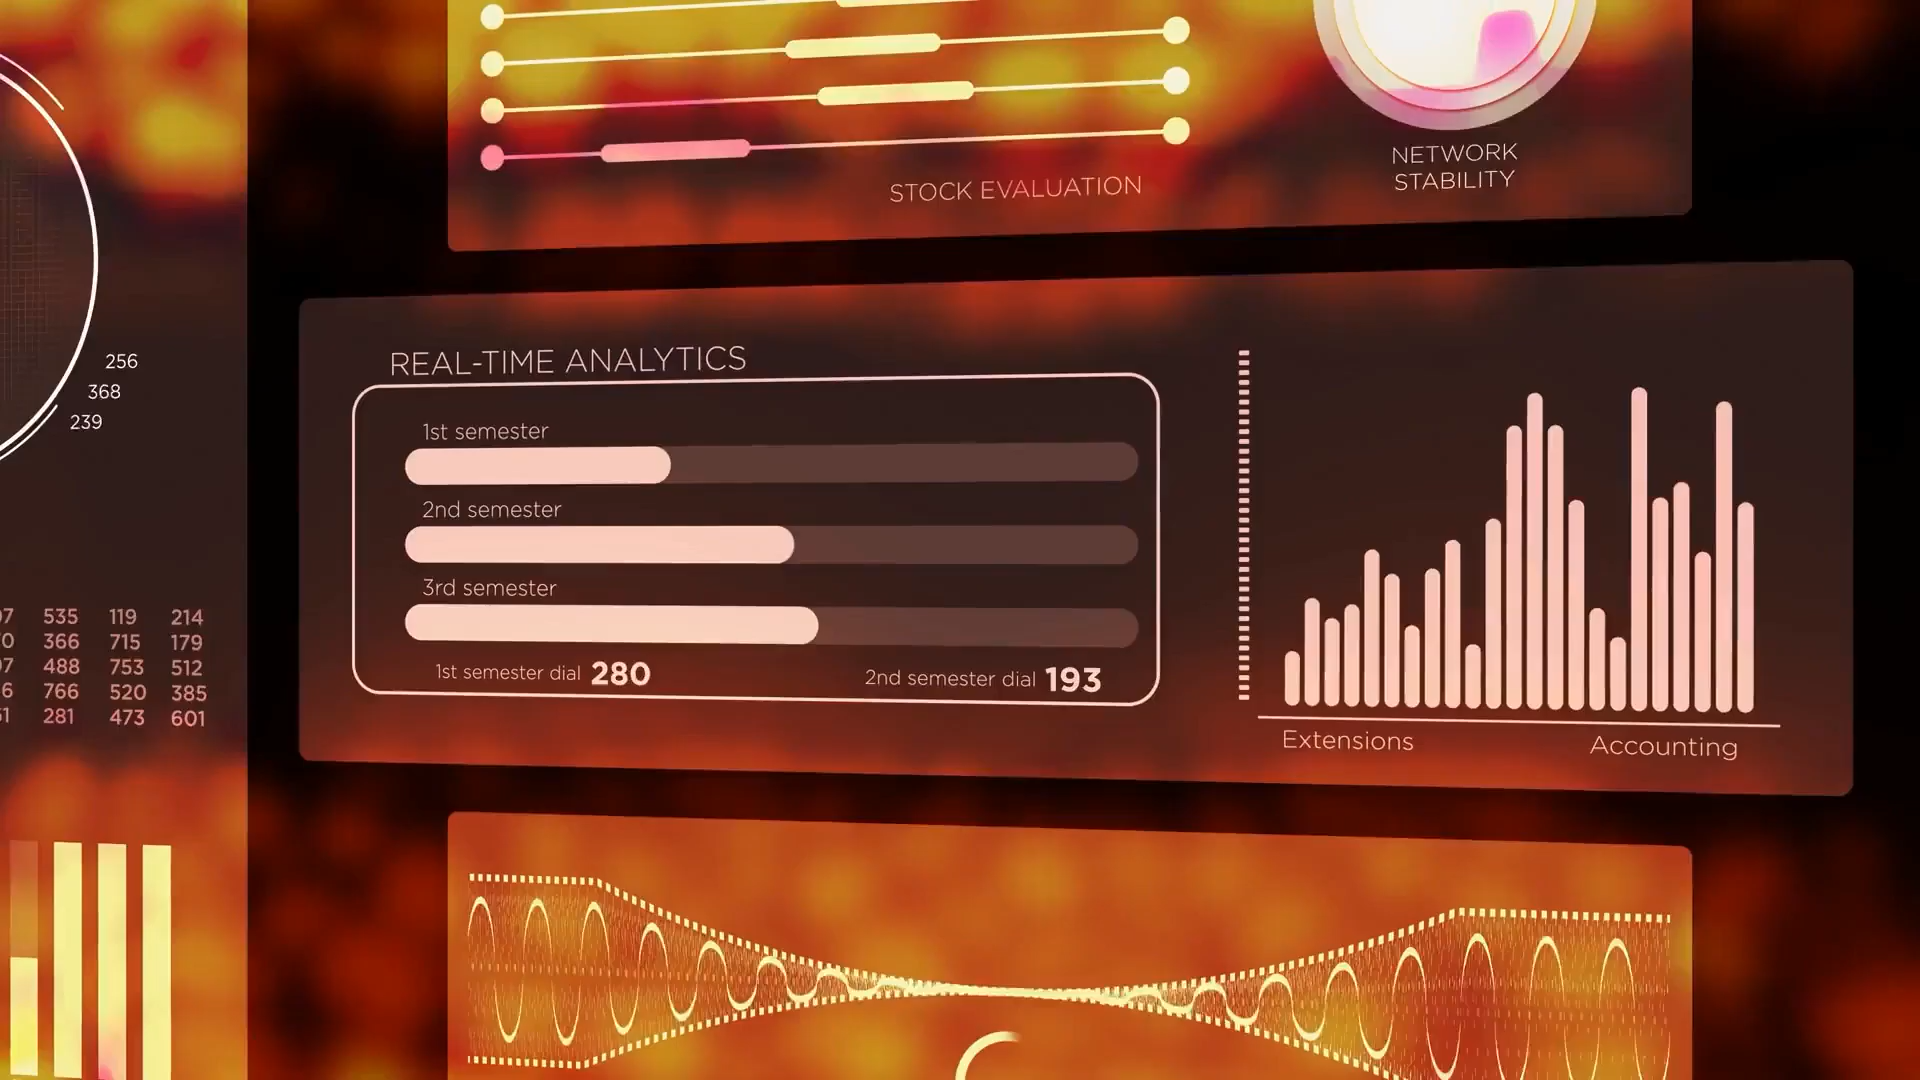 STOCK EVALUATION
NETWORK
STABILITY
256
368
239
REAL-TIME ANALYTICS
1st semester
2nd semester
3rd semester
1st semester dial 280
2nd semester dial 193
Extensions
Accounting
535 119 214
366 715 179
488 753 512
766 520 385
281 473 601